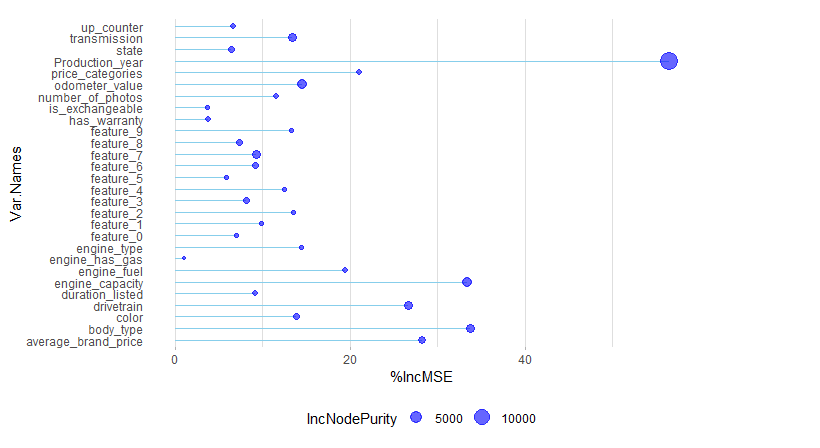 up_counter
transmission
state
Production_year
price_categories
odometer_value
number_of_photos
is_exchangeable
has_warranty
feature_9
feature_8
feature_7
feature_6
feature_5
feature_4
feature_3
feature_2
feature_1
feature_0
engine_type
engine_has_gas
engine_fuel
engine_capacity
duration_listed
drivetrain
color
body_type
average_brand_price
Var.Names
0 20 40
%IncMSE
IncNodePurity 5000 10000